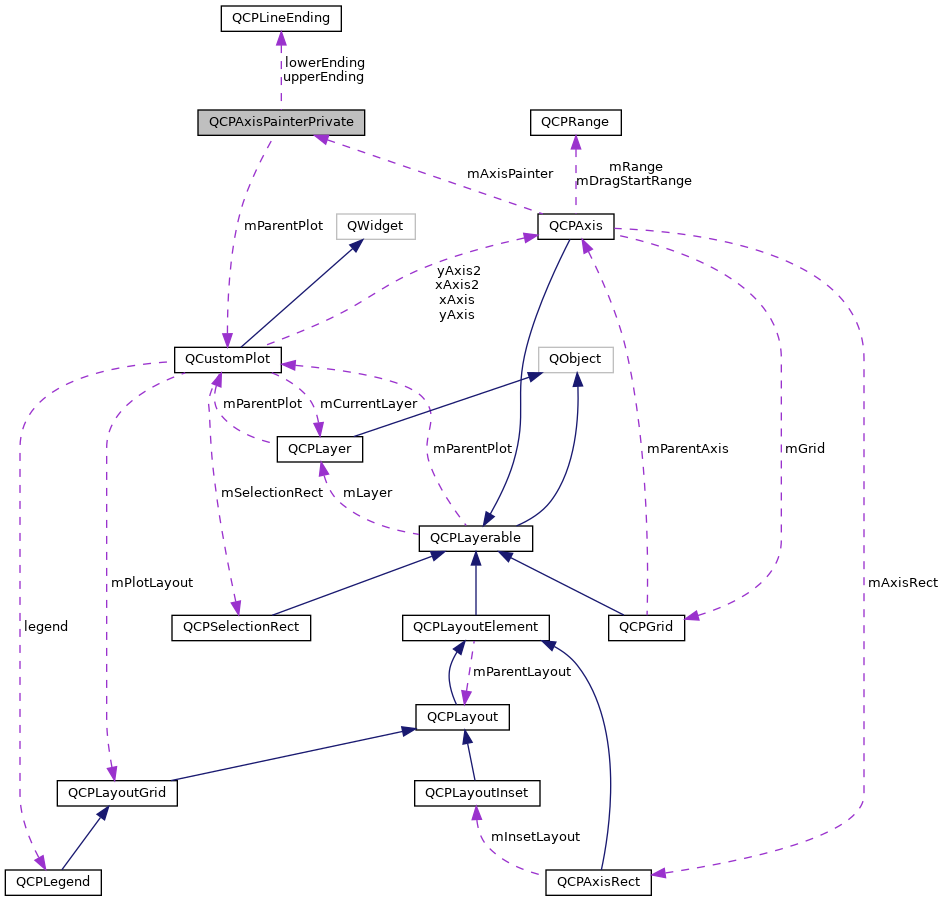 QCPLineEnding
lowerEnding
upperEnding
QCPAxisPainterPrivate
QCPRange
mRange
mDragStartRange
mAxisPainter
mParentPlot
QWidget
QCPAxis
yAxis2
xAxis2
xAxis
yAxis
QCustomPlot
QObject
mParentPlot
mCurrentLayer
QCPLayer
mParentPlot
mParentAxis
mGrid
mSelectionRect
mLayer
QCPLayerable
mPlotLayout
mAxisRect
legend
QCPSelectionRect
QCPLayoutElement
QCPGrid
mParentLayout
QCPLayout
QCPLayoutGrid
QCPLayoutInset
mInsetLayout
QCPLegend
QCPAxisRect